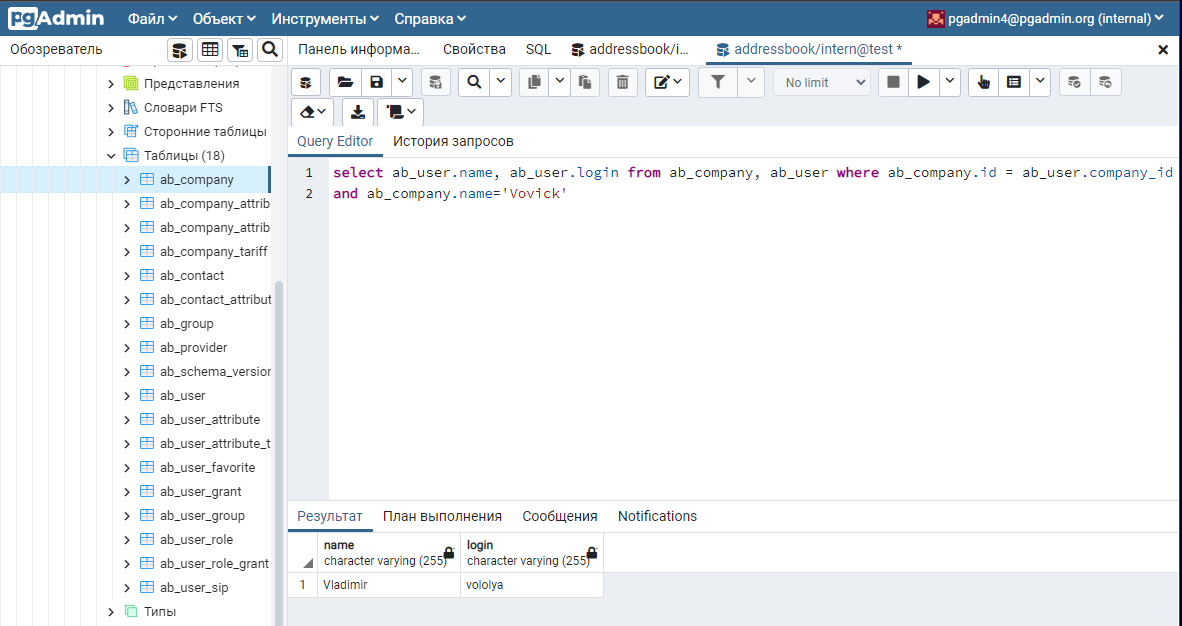 pgAdmin Файл Объект Инструменты Справка pgadmin4@pgadmin.org (internal)
Обозреватель
Представления
Словари FTS
Сторонние таблицы
Таблицы (18)
ab_company
ab_company_attrib
ab_company_attrib
ab_company_tariff
ab_contact
ab_contact_attribut
ab_group
ab_provider
ab_schema_version
ab_user
ab_user_attribute
ab_user_attribute_t
ab_user_favorite
ab_user_grant
ab_user_group
ab_user_role
ab_user_role_grant
ab_user_sip
Типы
Панель информа... Свойства SQL addressbook/i... addressbook/intern@test *
No limit
Query Editor История запросов
1 select ab_user.name, ab_user.login from ab_company, ab_user where ab_company.id = ab_user.company_id
2 and ab_company.name='Vovick'
Результат План выполнения Сообщения Notifications
name login
character varying (255) character varying (255)
1 Vladimir vololya